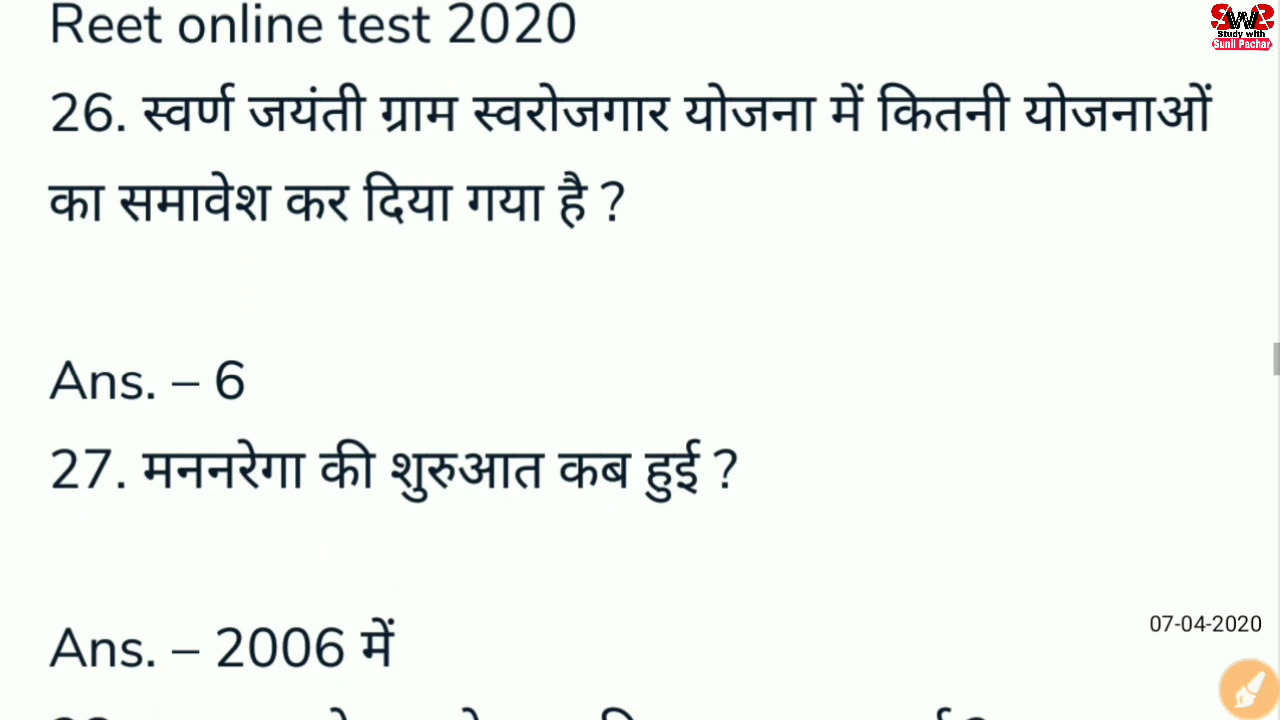 Reet online test 2020
SWS
Study with
Sunil Pachar
26. स्वर्ण जयंती ग्राम स्वरोजगार योजना में कितनी योजनाओं
का समावेश कर दिया गया है ?
Ans. – 6
27. मननरेगा की शुरुआत कब हुई ?
07-04-2020
Ans. – 2006 में